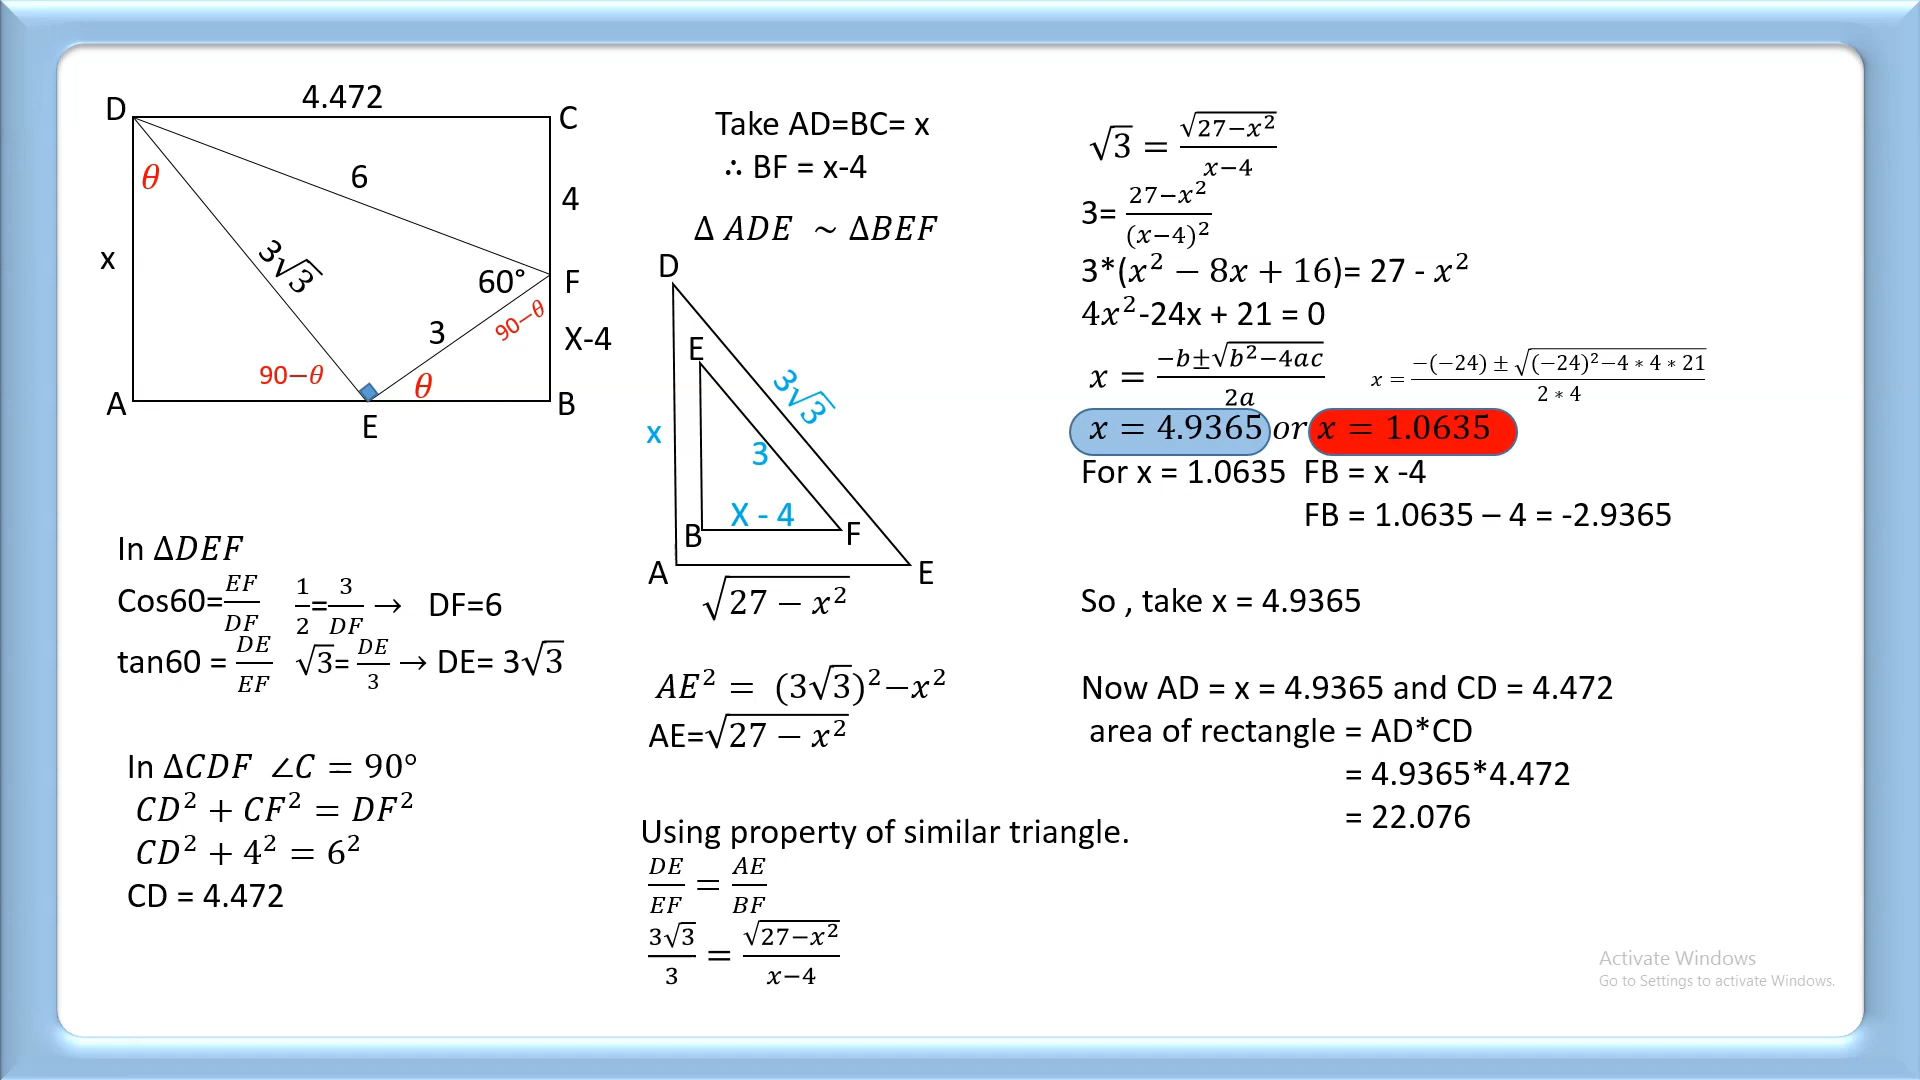 4.472
D
C
θ
6
4
x
3√3
60°
F
90−θ
3
X-4
90−θ
θ
A
B
E
In ΔDEF
Cos60=EF/DF 1/2=3/DF → DF=6
tan60 = DE/EF √3=DE/3 → DE= 3√3
In ΔCDF ∠C = 90°
CD² + CF² = DF²
CD² + 4² = 6²
CD = 4.472
Take AD=BC= x
∴ BF = x-4
Δ ADE ~ ΔBEF
D
E
3√3
x
3
X - 4
B
F
A
E
√(27 − x²)
AE² = (3√3)²−x²
AE=√(27 − x²)
Using property of similar triangle.
DE/EF = AE/BF
3√3/3 = √(27−x²)/(x−4)
√3 = √(27−x²)/(x−4)
3= (27−x²)/(x−4)²
3*(x² − 8x + 16)= 27 - x²
4x²-24x + 21 = 0
x = (−b±√(b²−4ac))/2a x = (−(−24) ± √((−24)²−4 ∗ 4 ∗ 21))/(2 ∗ 4)
x = 4.9365 or x = 1.0635
For x = 1.0635 FB = x -4
FB = 1.0635 – 4 = -2.9365
So , take x = 4.9365
Now AD = x = 4.9365 and CD = 4.472
area of rectangle = AD*CD
= 4.9365*4.472
= 22.076
Activate Windows
Go to Settings to activate Windows.